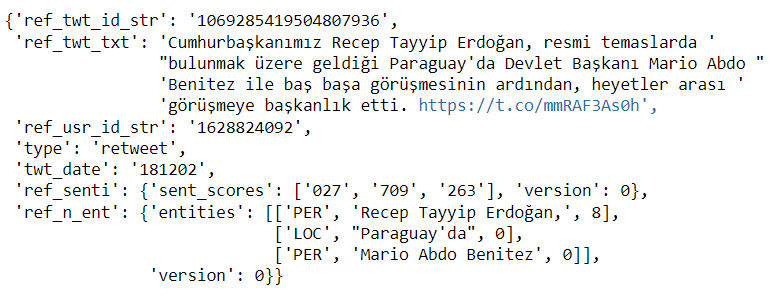 {'ref_twt_id_str': '1069285419504807936',
'ref_twt_txt': 'Cumhurbaşkanımız Recep Tayyip Erdoğan, resmi temaslarda '
"bulunmak üzere geldiği Paraguay'da Devlet Başkanı Mario Abdo "
'Benitez ile baş başa görüşmesinin ardından, heyetler arası '
'görüşmeye başkanlık etti. https://t.co/mmRAF3As0h',
'ref_usr_id_str': '1628824092',
'type': 'retweet',
'twt_date': '181202',
'ref_senti': {'sent_scores': ['027', '709', '263'], 'version': 0},
'ref_n_ent': {'entities': [['PER', 'Recep Tayyip Erdoğan,', 8],
['LOC', "Paraguay'da", 0],
['PER', 'Mario Abdo Benitez', 0]],
'version': 0}}